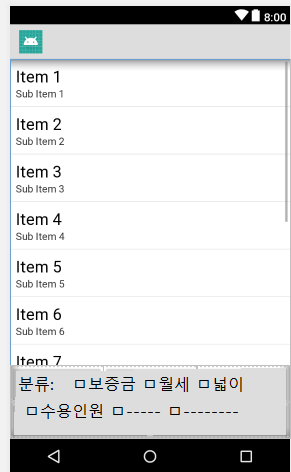 8:00
Item 1
Sub Item 1
Item 2
Sub Item 2
Item 3
Sub Item 3
Item 4
Sub Item 4
Item 5
Sub Item 5
Item 6
Sub Item 6
Item 7
분류: ㅁ보증금 ㅁ월세 ㅁ넓이
ㅁ수용인원 ㅁ----- ㅁ--------